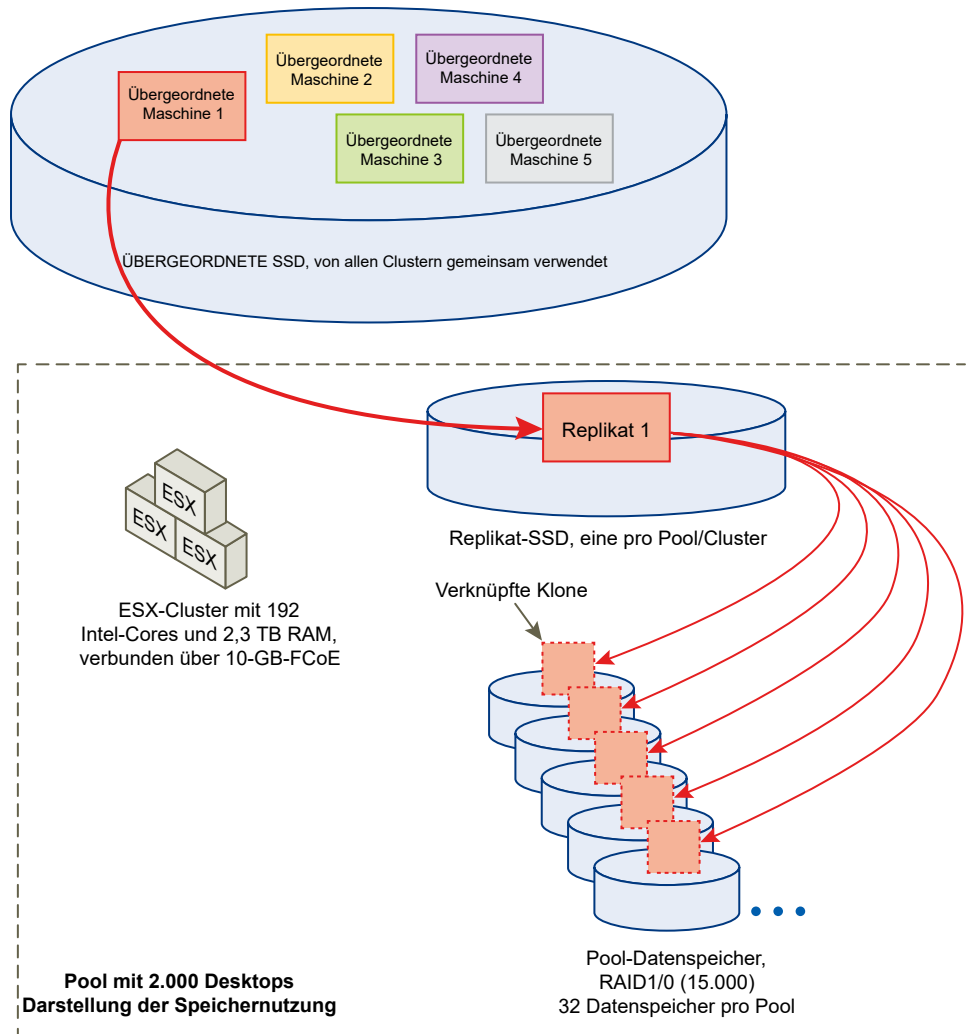 Übergeordnete
Maschine 1
Übergeordnete
Maschine 2
Übergeordnete
Maschine 4
Übergeordnete
Maschine 3
Übergeordnete
Maschine 5
ÜBERGEORDNETE SSD, von allen Clustern gemeinsam verwendet
Replikat 1
Replikat-SSD, eine pro Pool/Cluster
ESX
ESX
ESX
ESX-Cluster mit 192
Intel-Cores und 2,3 TB RAM,
verbunden über 10-GB-FCoE
Verknüpfte Klone
Pool-Datenspeicher,
RAID1/0 (15.000)
32 Datenspeicher pro Pool
Pool mit 2.000 Desktops
Darstellung der Speichernutzung